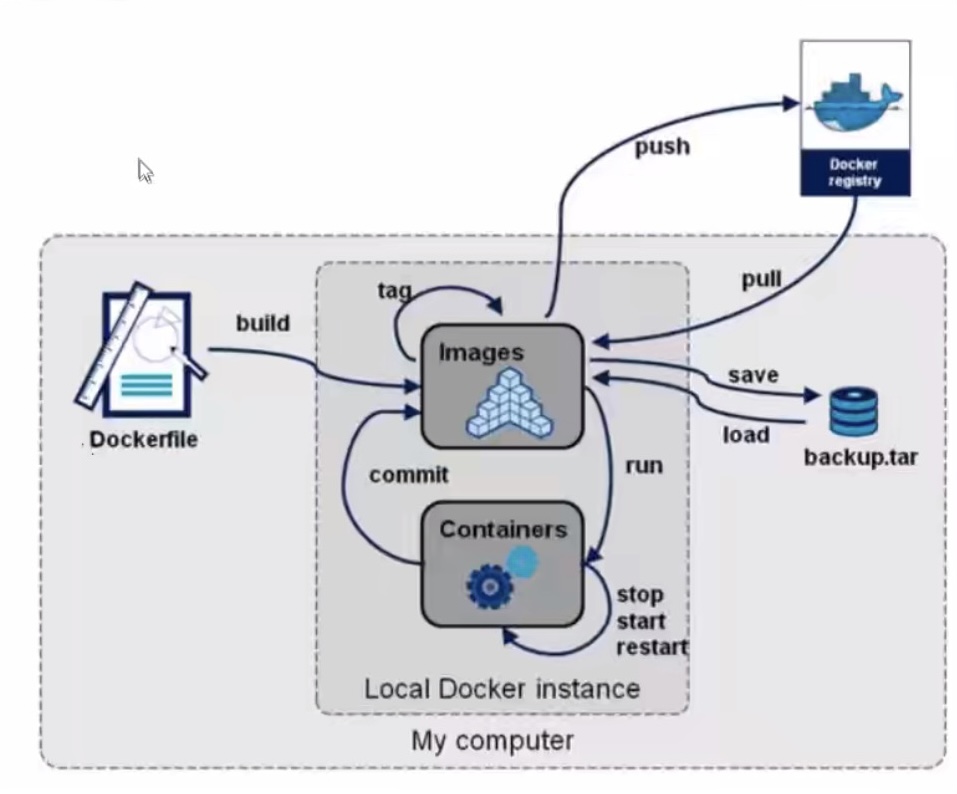 push
Docker
registry
pull
tag
build
Images
save
Dockerfile
load
backup.tar
commit
run
Containers
stop
start
restart
Local Docker instance
My computer